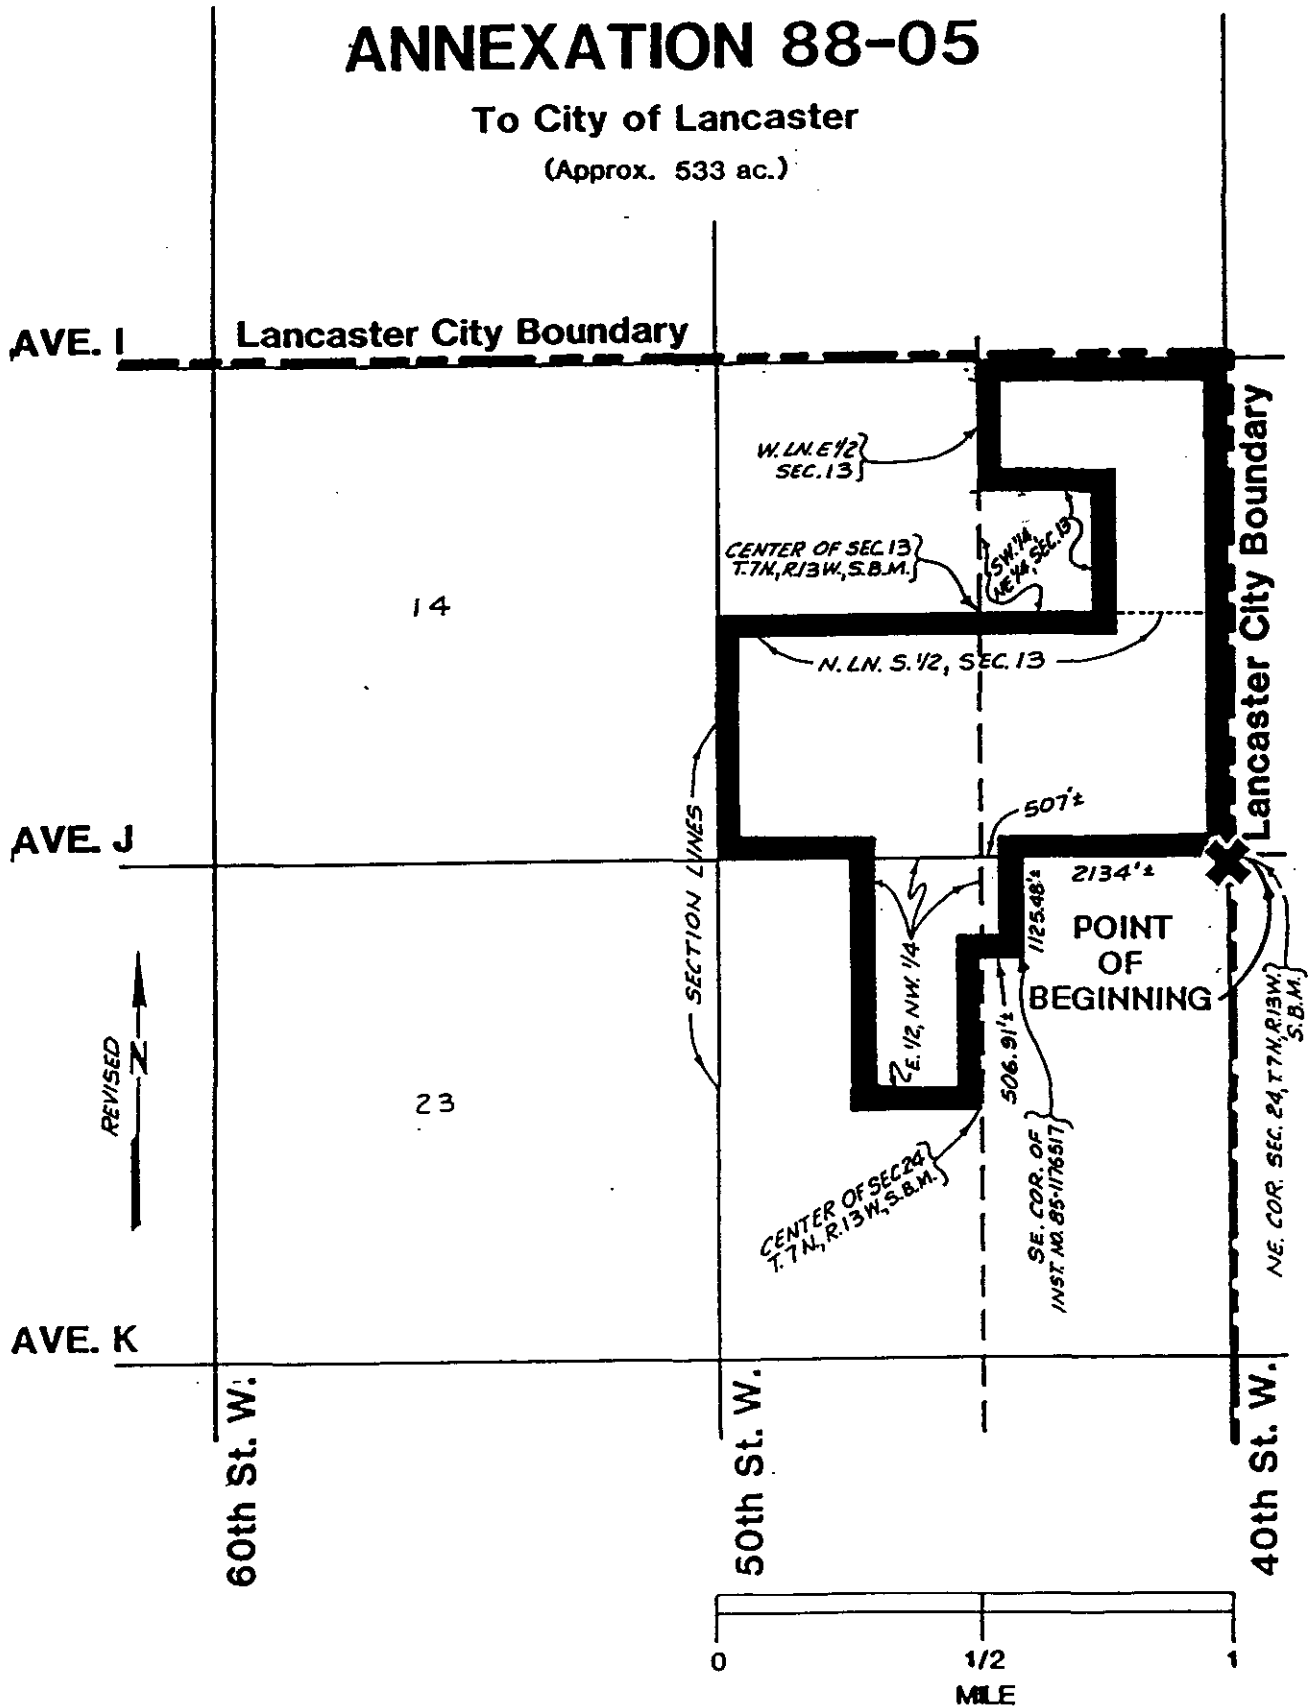 ANNEXATION 88-05
To City of Lancaster
(Approx. 533 ac.)
AVE. I
Lancaster City Boundary
W. LN. E 1/2
SEC. 13
CENTER OF SEC. 13
T.7N, R.13W, S.B.M.
SW. 1/4,
NE 1/4, SEC. 13
Lancaster City Boundary
14
N. LN. S. 1/2, SEC. 13
SECTION LINES
507'±
AVE. J
2134'±
1125.48'±
POINT
OF
BEGINNING
E. 1/2, NW. 1/4
506.91'±
REVISED
N
23
CENTER OF SEC 24
T.7N., R.13W., S.B.M.
SE. COR. OF
INST. NO. 85-1176517
NE. COR. SEC. 24, T.7N, R.13W.
S.B.M.
AVE. K
60th St. W.
50th St. W.
40th St. W.
0
1/2
1
MILE